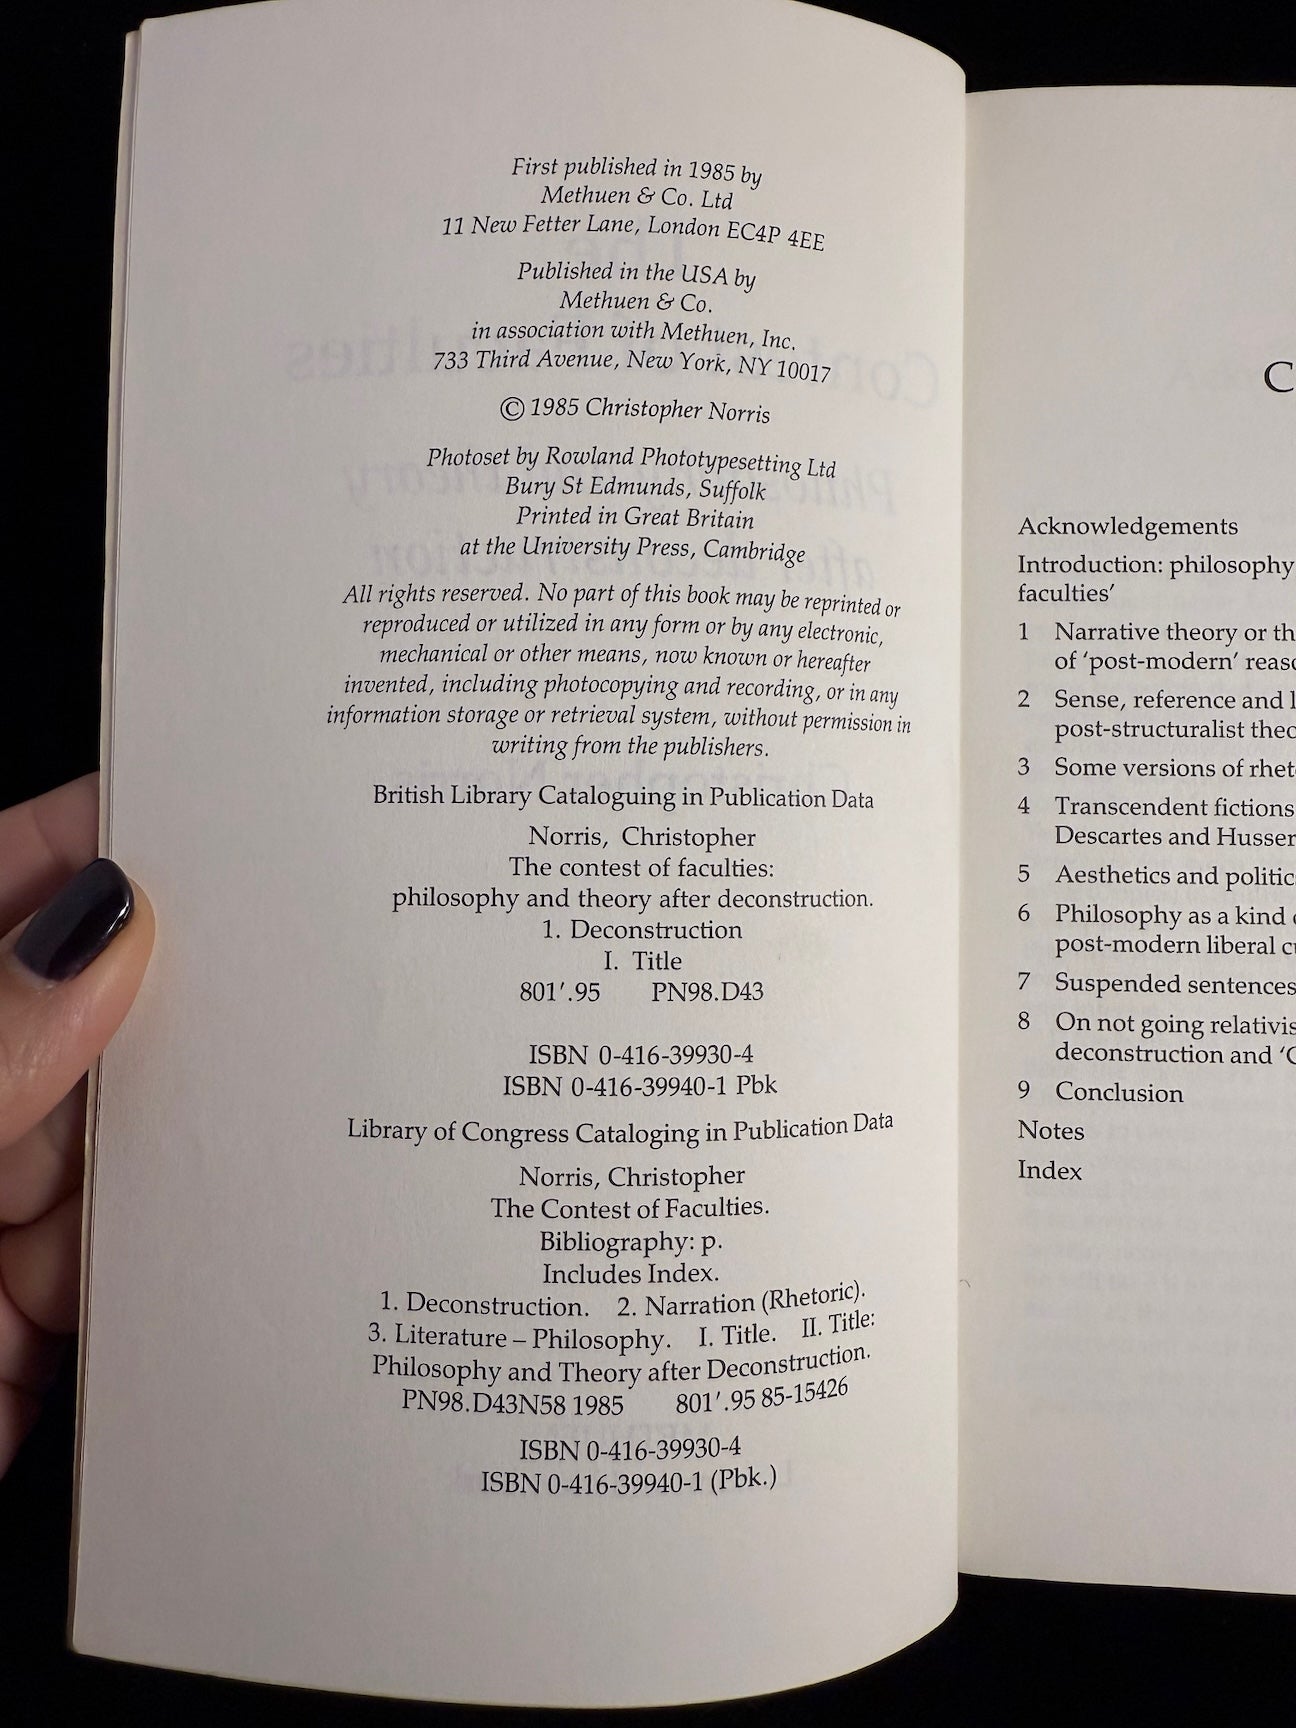 First published in 1985 by
Methuen & Co. Ltd
11 New Fetter Lane, London EC4P 4EE
Published in the USA by
Methuen & Co.
in association with Methuen, Inc.
733 Third Avenue, New York, NY 10017
© 1985 Christopher Norris
Photoset by Rowland Phototypesetting Ltd
Bury St Edmunds, Suffolk
Printed in Great Britain
at the University Press, Cambridge
All rights reserved. No part of this book may be reprinted or
reproduced or utilized in any form or by any electronic,
mechanical or other means, now known or hereafter
invented, including photocopying and recording, or in any
information storage or retrieval system, without permission in
writing from the publishers.
British Library Cataloguing in Publication Data
Norris, Christopher
The contest of faculties:
philosophy and theory after deconstruction.
1. Deconstruction
I. Title
801′.95 PN98.D43
ISBN 0-416-39930-4
ISBN 0-416-39940-1 Pbk
Library of Congress Cataloging in Publication Data
Norris, Christopher
The Contest of Faculties.
Bibliography: p.
Includes Index.
1. Deconstruction. 2. Narration (Rhetoric).
3. Literature – Philosophy. I. Title. II. Title:
Philosophy and Theory after Deconstruction.
PN98.D43N58 1985 801′.95 85-15426
ISBN 0-416-39930-4
ISBN 0-416-39940-1 (Pbk.)
C
Acknowledgements
Introduction: philosophy
faculties’
1 Narrative theory or th
of ‘post-modern’ reaso
2 Sense, reference and l
post-structuralist theo
3 Some versions of rhet
4 Transcendent fictions
Descartes and Husser
5 Aesthetics and politic
6 Philosophy as a kind
post-modern liberal cu
7 Suspended sentences
8 On not going relativis
deconstruction and ‘C
9 Conclusion
Notes
Index